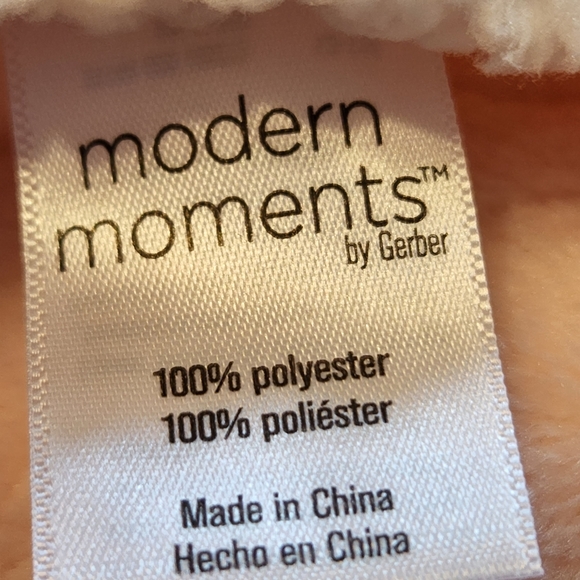 modern
moments™
by Gerber
100% polyester
100% poliéster
Made in China
Hecho en China